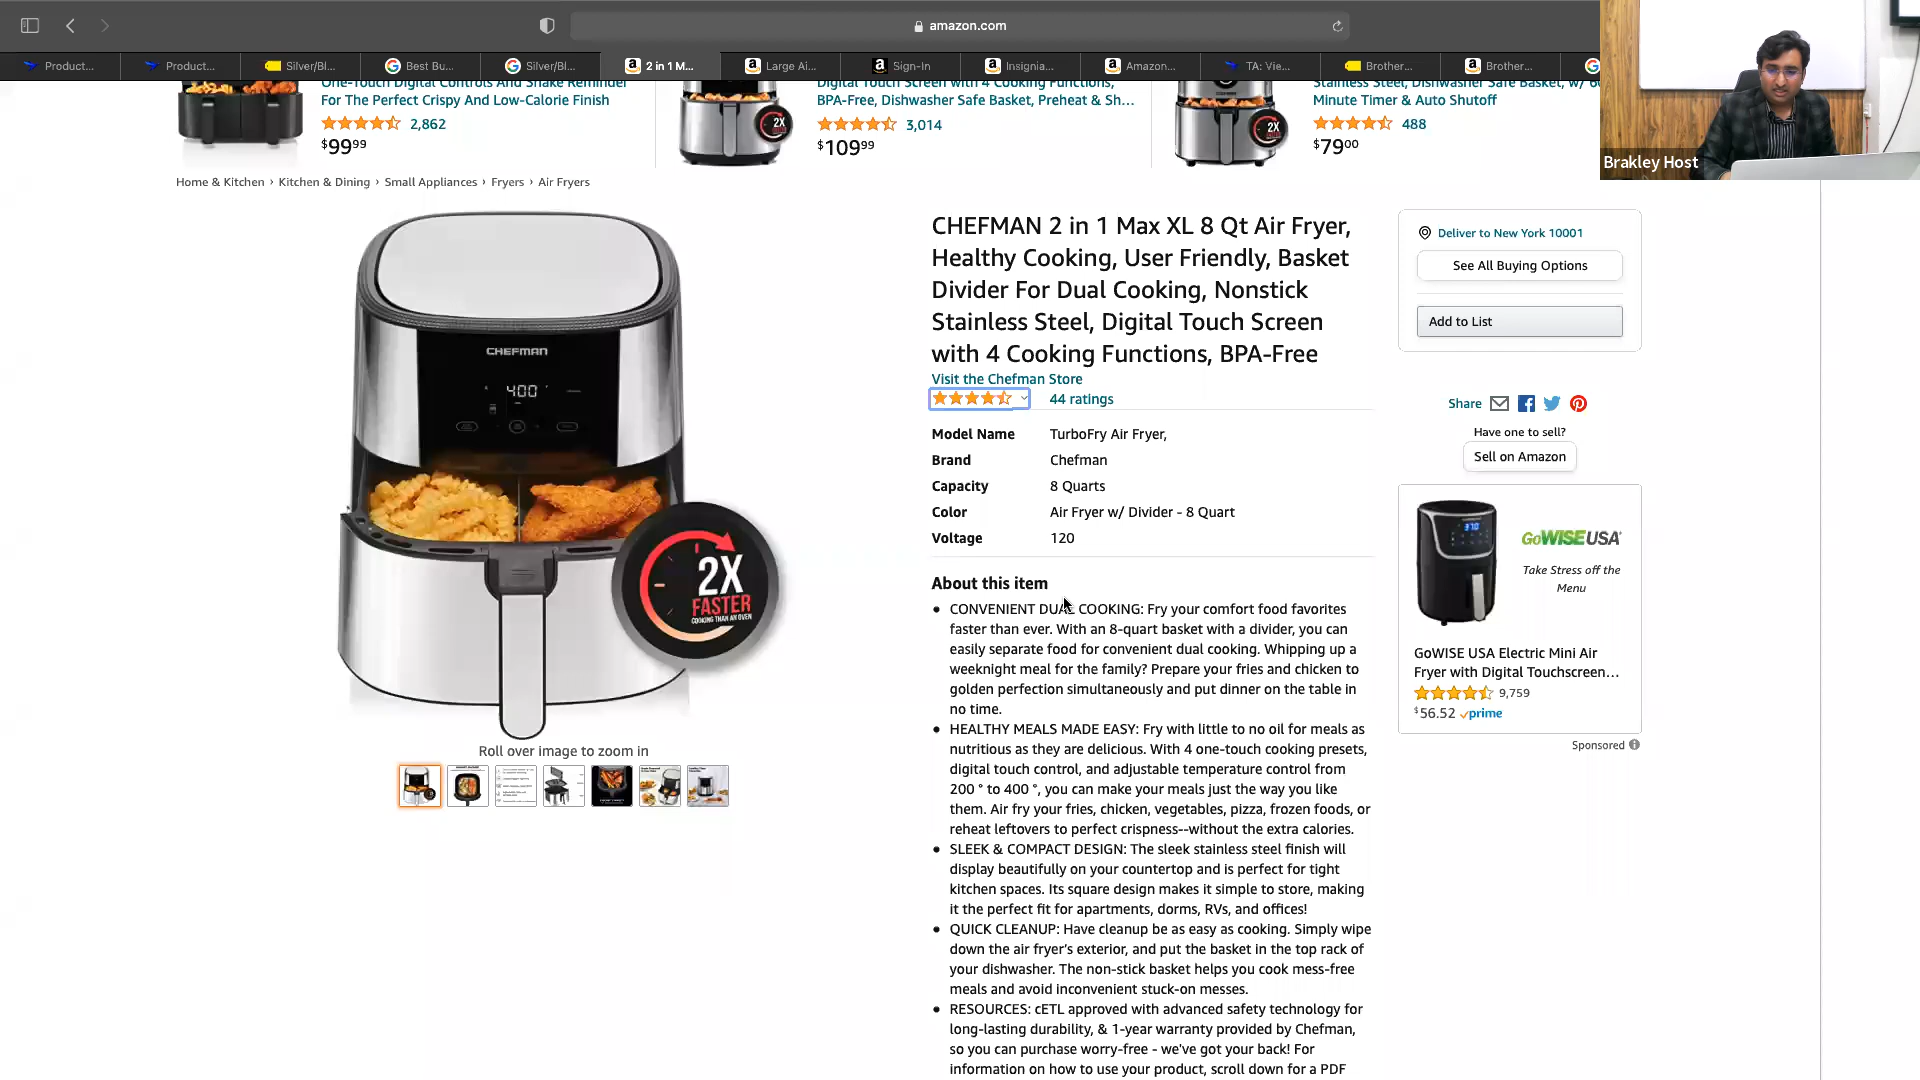 amazon.com
Product...
Product...
Silver/Bl...
Best Bu...
Silver/Bl...
2 in 1 M...
Large Ai...
Sign-In
Insignia...
Amazon...
TA: Vie...
Brother...
Brother...
One-Touch Digital Controls And Shake Reminder
For The Perfect Crispy And Low-Calorie Finish
2,862
$99.99
Digital Touch Screen with 4 Cooking Functions,
BPA-Free, Dishwasher Safe Basket, Preheat & Sh...
3,014
$109.99
2X
Stainless Steel, Dishwasher Safe Basket, w/ 60
Minute Timer & Auto Shutoff
488
$79.00
2X
Brakley Host
Home & Kitchen › Kitchen & Dining › Small Appliances › Fryers › Air Fryers
CHEFMAN
400
2X
FASTER
COOKING THAN AN OVEN
Roll over image to zoom in
CHEFMAN 2 in 1 Max XL 8 Qt Air Fryer,
Healthy Cooking, User Friendly, Basket
Divider For Dual Cooking, Nonstick
Stainless Steel, Digital Touch Screen
with 4 Cooking Functions, BPA-Free
Visit the Chefman Store
44 ratings
Model Name TurboFry Air Fryer,
Brand Chefman
Capacity 8 Quarts
Color Air Fryer w/ Divider - 8 Quart
Voltage 120
About this item
• CONVENIENT DUAL COOKING: Fry your comfort food favorites
faster than ever. With an 8-quart basket with a divider, you can
easily separate food for convenient dual cooking. Whipping up a
weeknight meal for the family? Prepare your fries and chicken to
golden perfection simultaneously and put dinner on the table in
no time.
• HEALTHY MEALS MADE EASY: Fry with little to no oil for meals as
nutritious as they are delicious. With 4 one-touch cooking presets,
digital touch control, and adjustable temperature control from
200 ° to 400 °, you can make your meals just the way you like
them. Air fry your fries, chicken, vegetables, pizza, frozen foods, or
reheat leftovers to perfect crispness--without the extra calories.
• SLEEK & COMPACT DESIGN: The sleek stainless steel finish will
display beautifully on your countertop and is perfect for tight
kitchen spaces. Its square design makes it simple to store, making
it the perfect fit for apartments, dorms, RVs, and offices!
• QUICK CLEANUP: Have cleanup be as easy as cooking. Simply wipe
down the air fryer's exterior, and put the basket in the top rack of
your dishwasher. The non-stick basket helps you cook mess-free
meals and avoid inconvenient stuck-on messes.
• RESOURCES: cETL approved with advanced safety technology for
long-lasting durability, & 1-year warranty provided by Chefman,
so you can purchase worry-free - we've got your back! For
information on how to use your product, scroll down for a PDF
Deliver to New York 10001
See All Buying Options
Add to List
Share
Have one to sell?
Sell on Amazon
GoWISE USA
Take Stress off the
Menu
GoWISE USA Electric Mini Air
Fryer with Digital Touchscreen...
9,759
$56.52 prime
Sponsored